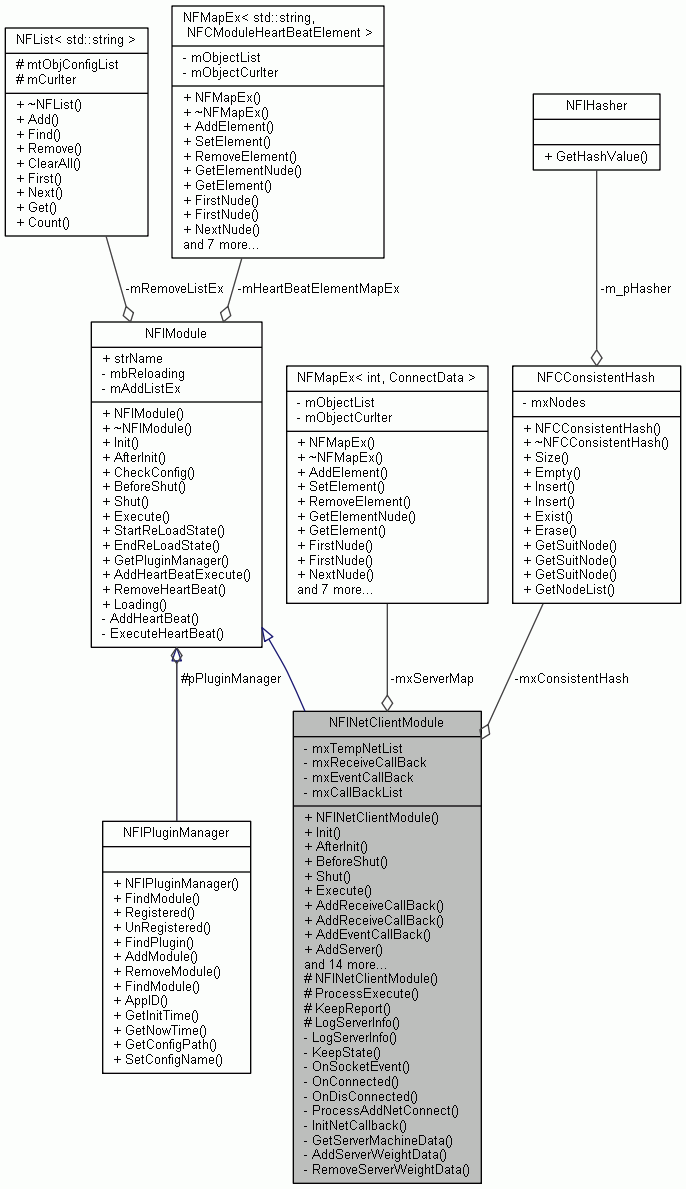 NFList< std::string >
# mtObjConfigList
# mCurIter
+ ~NFList()
+ Add()
+ Find()
+ Remove()
+ ClearAll()
+ First()
+ Next()
+ Get()
+ Count()
NFMapEx< std::string,
NFCModuleHeartBeatElement >
- mObjectList
- mObjectCurIter
+ NFMapEx()
+ ~NFMapEx()
+ AddElement()
+ SetElement()
+ RemoveElement()
+ GetElementNude()
+ GetElement()
+ FirstNude()
+ FirstNude()
+ NextNude()
and 7 more...
NFIHasher
+ GetHashValue()
-mRemoveListEx
-mHeartBeatElementMapEx
-m_pHasher
NFIModule
+ strName
- mbReloading
- mAddListEx
+ NFIModule()
+ ~NFIModule()
+ Init()
+ AfterInit()
+ CheckConfig()
+ BeforeShut()
+ Shut()
+ Execute()
+ StartReLoadState()
+ EndReLoadState()
+ GetPluginManager()
+ AddHeartBeatExecute()
+ RemoveHeartBeat()
+ Loading()
- AddHeartBeat()
- ExecuteHeartBeat()
NFMapEx< int, ConnectData >
- mObjectList
- mObjectCurIter
+ NFMapEx()
+ ~NFMapEx()
+ AddElement()
+ SetElement()
+ RemoveElement()
+ GetElementNude()
+ GetElement()
+ FirstNude()
+ FirstNude()
+ NextNude()
and 7 more...
NFCConsistentHash
- mxNodes
+ NFCConsistentHash()
+ ~NFCConsistentHash()
+ Size()
+ Empty()
+ Insert()
+ Insert()
+ Exist()
+ Erase()
+ GetSuitNode()
+ GetSuitNode()
+ GetSuitNode()
+ GetNodeList()
#pPluginManager
-mxServerMap
-mxConsistentHash
NFIPluginManager
+ NFIPluginManager()
+ FindModule()
+ Registered()
+ UnRegistered()
+ FindPlugin()
+ AddModule()
+ RemoveModule()
+ FindModule()
+ AppID()
+ GetInitTime()
+ GetNowTime()
+ GetConfigPath()
+ SetConfigName()
NFINetClientModule
- mxTempNetList
- mxReceiveCallBack
- mxEventCallBack
- mxCallBackList
+ NFINetClientModule()
+ Init()
+ AfterInit()
+ BeforeShut()
+ Shut()
+ Execute()
+ AddReceiveCallBack()
+ AddReceiveCallBack()
+ AddEventCallBack()
+ AddServer()
and 14 more...
# NFINetClientModule()
# ProcessExecute()
# KeepReport()
# LogServerInfo()
- LogServerInfo()
- KeepState()
- OnSocketEvent()
- OnConnected()
- OnDisConnected()
- ProcessAddNetConnect()
- InitNetCallback()
- GetServerMachineData()
- AddServerWeightData()
- RemoveServerWeightData()